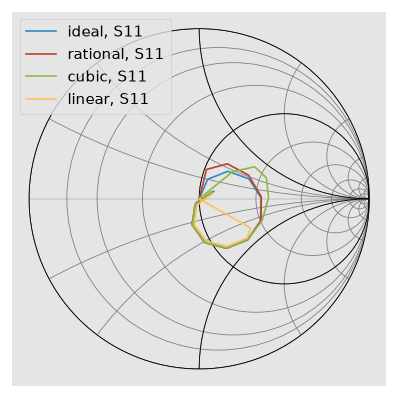 ideal, S11
rational, S11
cubic, S11
linear, S11